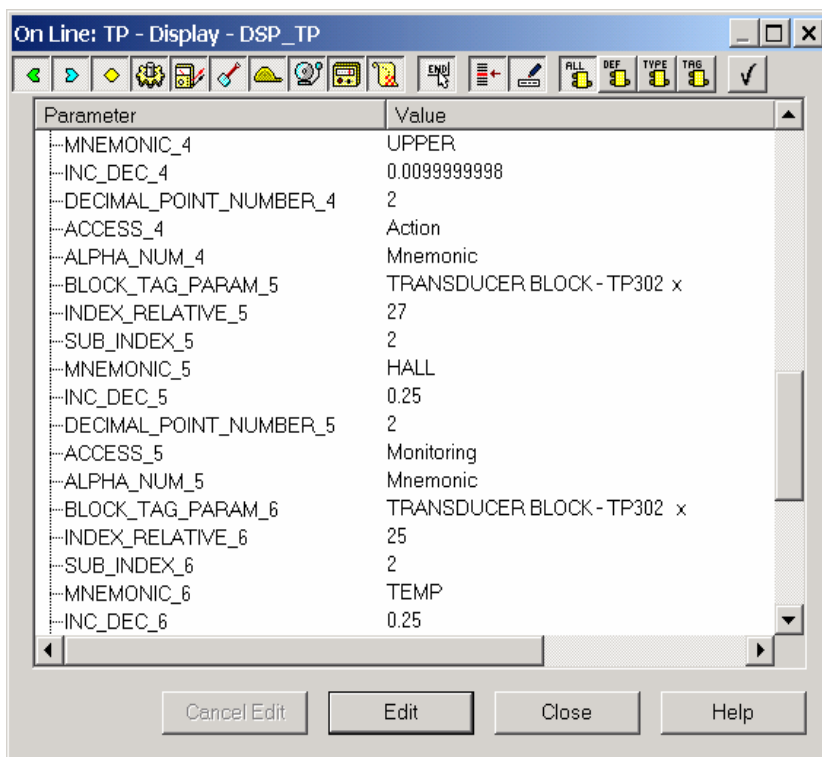 On Line: TP - Display - DSP_TP
END ALL DEF TYPE TAG
Parameter Value
MNEMONIC_4 UPPER
INC_DEC_4 0.0099999998
DECIMAL_POINT_NUMBER_4 2
ACCESS_4 Action
ALPHA_NUM_4 Mnemonic
BLOCK_TAG_PARAM_5 TRANSDUCER BLOCK - TP302 x
INDEX_RELATIVE_5 27
SUB_INDEX_5 2
MNEMONIC_5 HALL
INC_DEC_5 0.25
DECIMAL_POINT_NUMBER_5 2
ACCESS_5 Monitoring
ALPHA_NUM_5 Mnemonic
BLOCK_TAG_PARAM_6 TRANSDUCER BLOCK - TP302 x
INDEX_RELATIVE_6 25
SUB_INDEX_6 2
MNEMONIC_6 TEMP
INC_DEC_6 0.25
Cancel Edit Edit Close Help